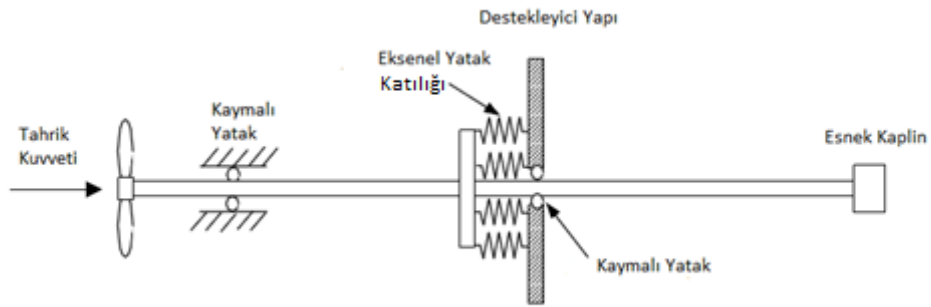 Destekleyici Yapı
Eksenel Yatak
Katılığı
Kaymalı
Yatak
Tahrik
Kuvveti
Esnek Kaplin
Kaymalı Yatak